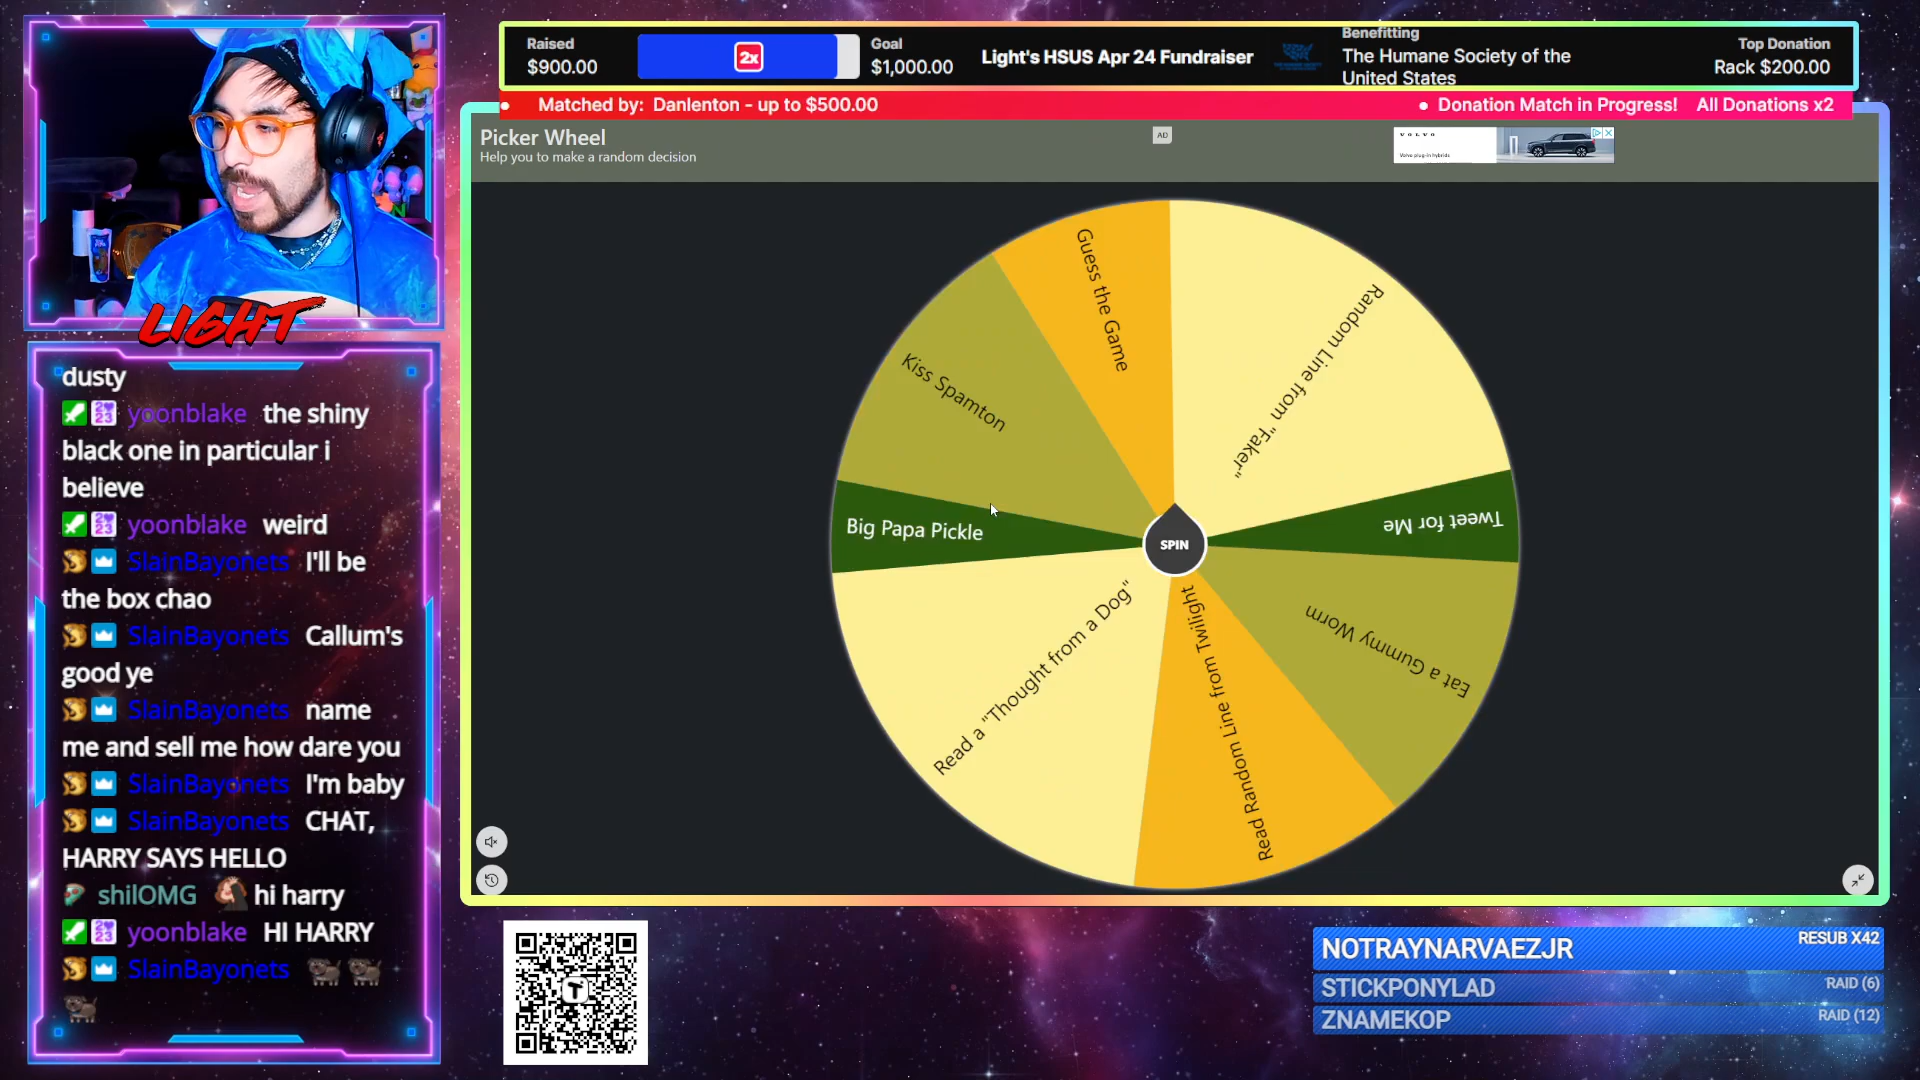 Raised
$900.00
2x
Goal
$1,000.00
Light's HSUS Apr 24 Fundraiser
Benefitting
The Humane Society of the
United States
Top Donation
Rack $200.00
Matched by: Danlenton - up to $500.00
Donation Match in Progress! All Donations x2
Picker Wheel
Help you to make a random decision
AD
VOLVO
Volvo plug-in hybrids
LIGHT
dusty
yoonblake the shiny
black one in particular i
believe
yoonblake weird
SlainBayonets I'll be
the box chao
SlainBayonets Callum's
good ye
SlainBayonets name
me and sell me how dare you
SlainBayonets I'm baby
SlainBayonets CHAT,
HARRY SAYS HELLO
shilOMG hi harry
yoonblake HI HARRY
SlainBayonets
Guess the Game
Random Line from "Faker"
Kiss Spamton
Big Papa Pickle
Tweet for Me
SPIN
Eat a Gummy Worm
Read a "Thought from a Dog"
Read Random Line from Twilight
T
NOTRAYNARVAEZJR RESUB X42
STICKPONYLAD RAID (6)
ZNAMEKOP RAID (12)